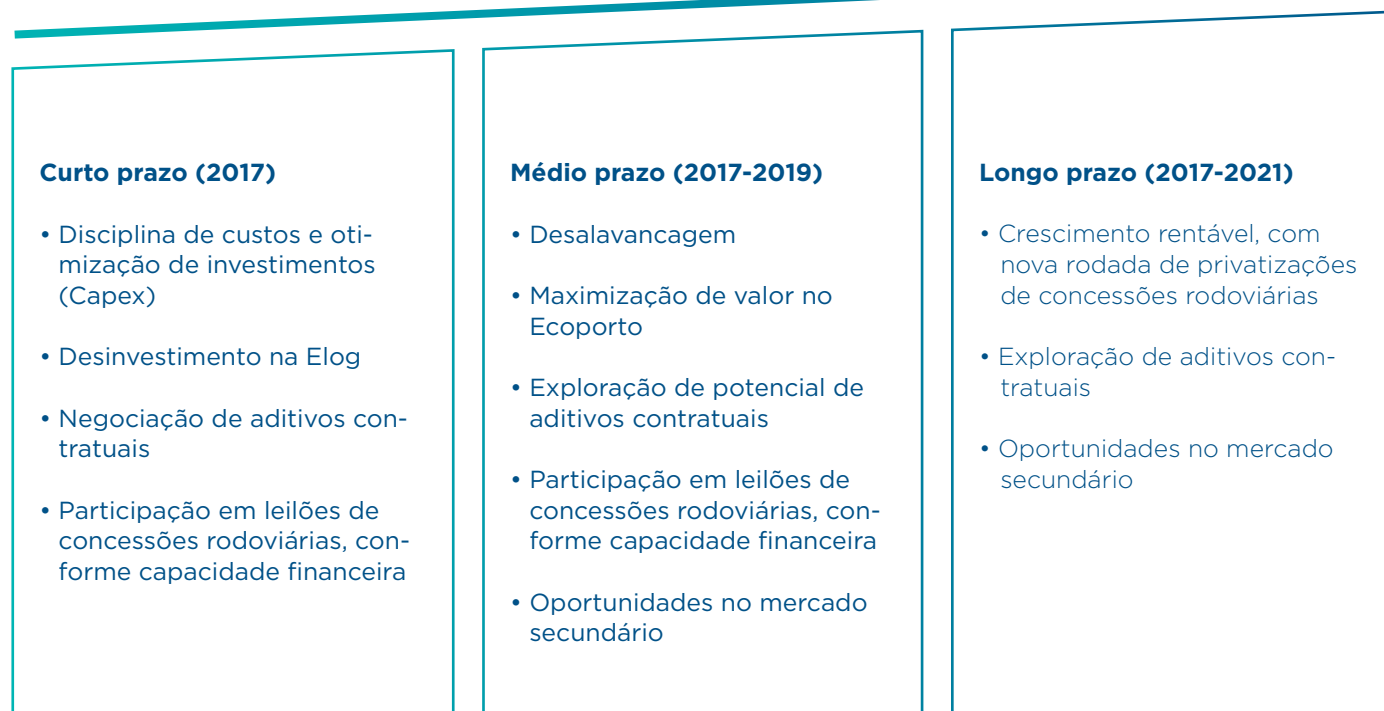 Curto prazo (2017)
• Disciplina de custos e oti-
mização de investimentos
(Capex)
• Desinvestimento na Elog
• Negociação de aditivos con-
tratuais
• Participação em leilões de
concessões rodoviárias, con-
forme capacidade financeira
Médio prazo (2017-2019)
• Desalavancagem
• Maximização de valor no
Ecoporto
• Exploração de potencial de
aditivos contratuais
• Participação em leilões de
concessões rodoviárias, con-
forme capacidade financeira
• Oportunidades no mercado
secundário
Longo prazo (2017-2021)
• Crescimento rentável, com
nova rodada de privatizações
de concessões rodoviárias
• Exploração de aditivos con-
tratuais
• Oportunidades no mercado
secundário